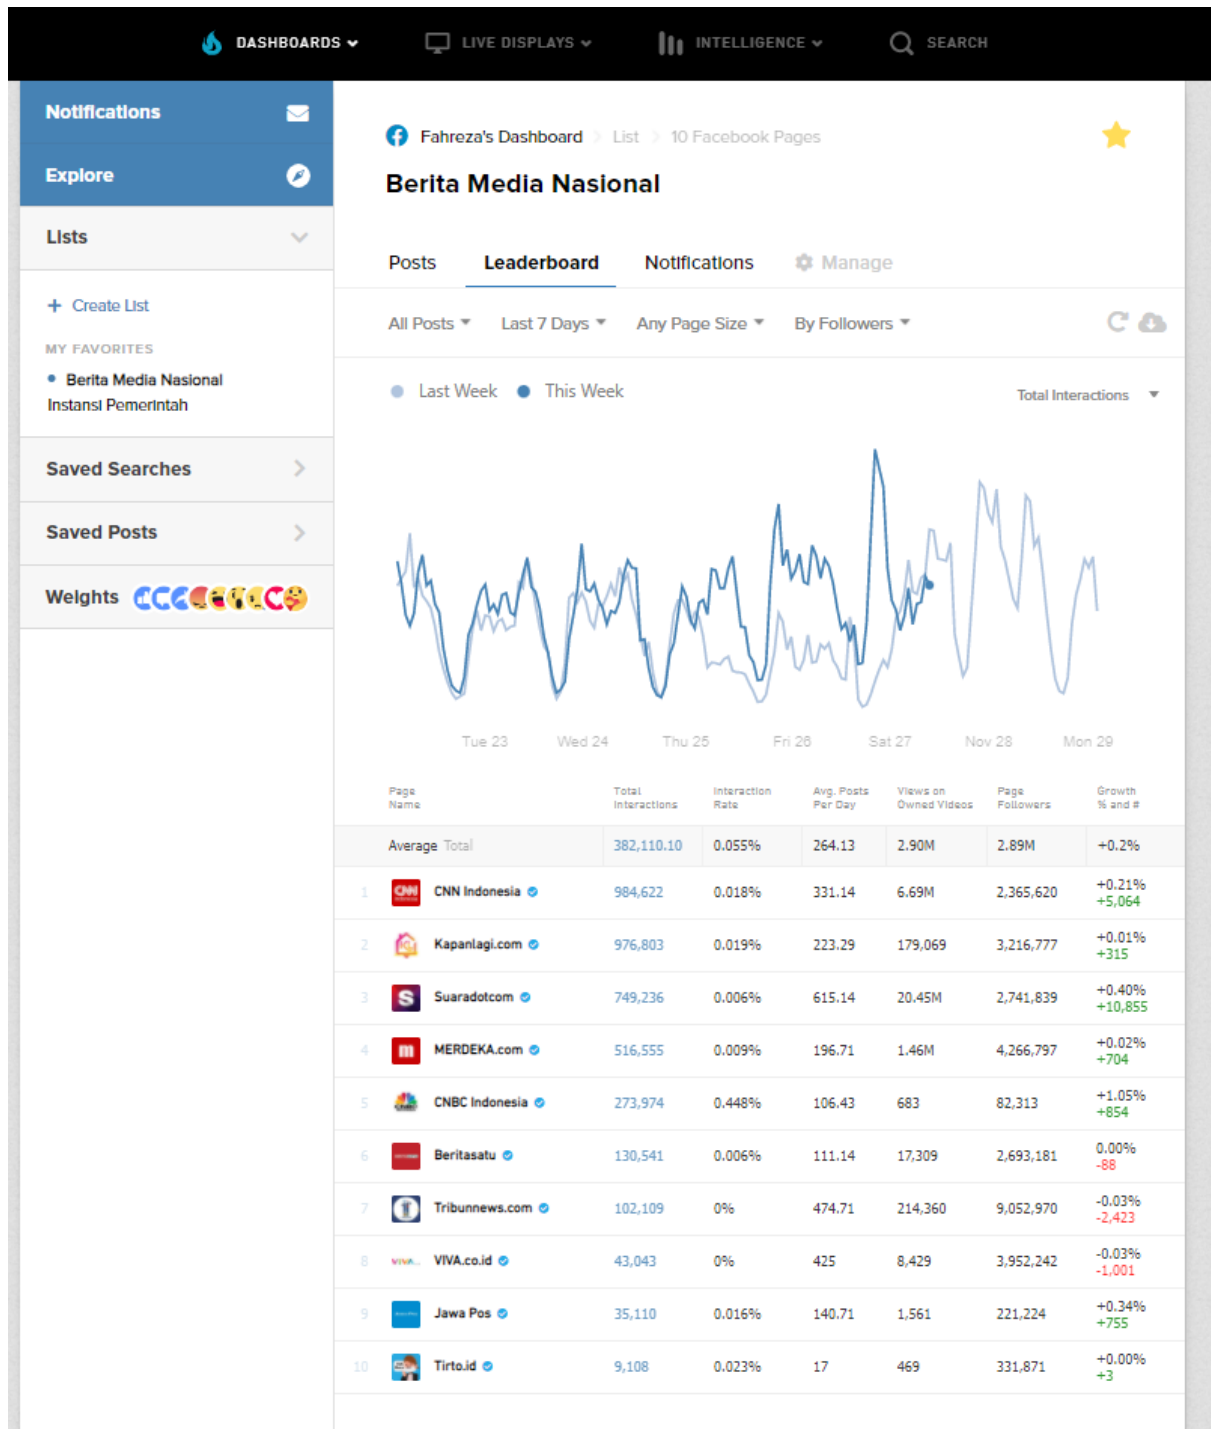 DASHBOARDS
LIVE DISPLAYS
INTELLIGENCE
SEARCH
Notifications
Explore
Lists
+ Create List
MY FAVORITES
Berita Media Nasional
Instansi Pemerintah
Saved Searches
Saved Posts
Weights
Fahreza's Dashboard > List > 10 Facebook Pages
Berita Media Nasional
Posts Leaderboard Notifications Manage
All Posts Last 7 Days Any Page Size By Followers
Last Week This Week
Total Interactions
Tue 23 Wed 24 Thu 25 Fri 26 Sat 27 Nov 28 Mon 29
Page Name Total Interactions Interaction Rate Avg. Posts Per Day Views on Owned Videos Page Followers Growth % and #
Average Total 382,110.10 0.055% 264.13 2.90M 2.89M +0.2%
1 CNN Indonesia 984,622 0.018% 331.14 6.69M 2,365,620 +0.21% +5,064
2 Kapanlagi.com 976,803 0.019% 223.29 179,069 3,216,777 +0.01% +315
3 Suaradotcom 749,236 0.006% 615.14 20.45M 2,741,839 +0.40% +10,855
4 MERDEKA.com 516,555 0.009% 196.71 1.46M 4,266,797 +0.02% +704
5 CNBC Indonesia 273,974 0.448% 106.43 683 82,313 +1.05% +854
6 Beritasatu 130,541 0.006% 111.14 17,309 2,693,181 0.00% -88
7 Tribunnews.com 102,109 0% 474.71 214,360 9,052,970 -0.03% -2,423
8 VIVA.co.id 43,043 0% 425 8,429 3,952,242 -0.03% -1,001
9 Jawa Pos 35,110 0.016% 140.71 1,561 221,224 +0.34% +755
10 Tirto.id 9,108 0.023% 17 469 331,871 +0.00% +3